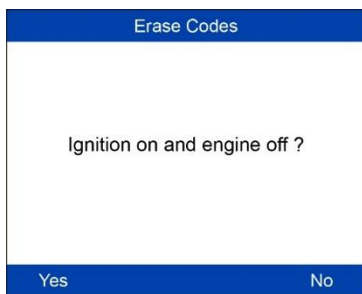 Erase Codes
Ignition on and engine off ?
Yes No